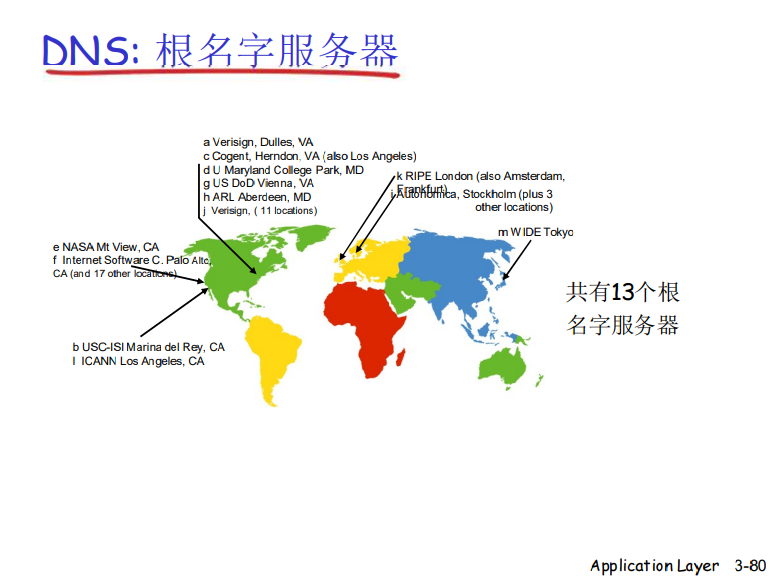 DNS: 根名字服务器
a Verisign, Dulles, VA
c Cogent, Herndon, VA (also Los Angeles)
d U Maryland College Park, MD
g US DoD Vienna, VA
h ARL Aberdeen, MD
j Verisign, ( 11 locations)
k RIPE London (also Amsterdam,
Frankfurt)
i Autonomica, Stockholm (plus 3
other locations)
m WIDE Tokyo
e NASA Mt View, CA
f Internet Software C. Palo Alto,
CA (and 17 other locations)
共有13个根
名字服务器
b USC-ISI Marina del Rey, CA
l ICANN Los Angeles, CA
Application Layer 3-80